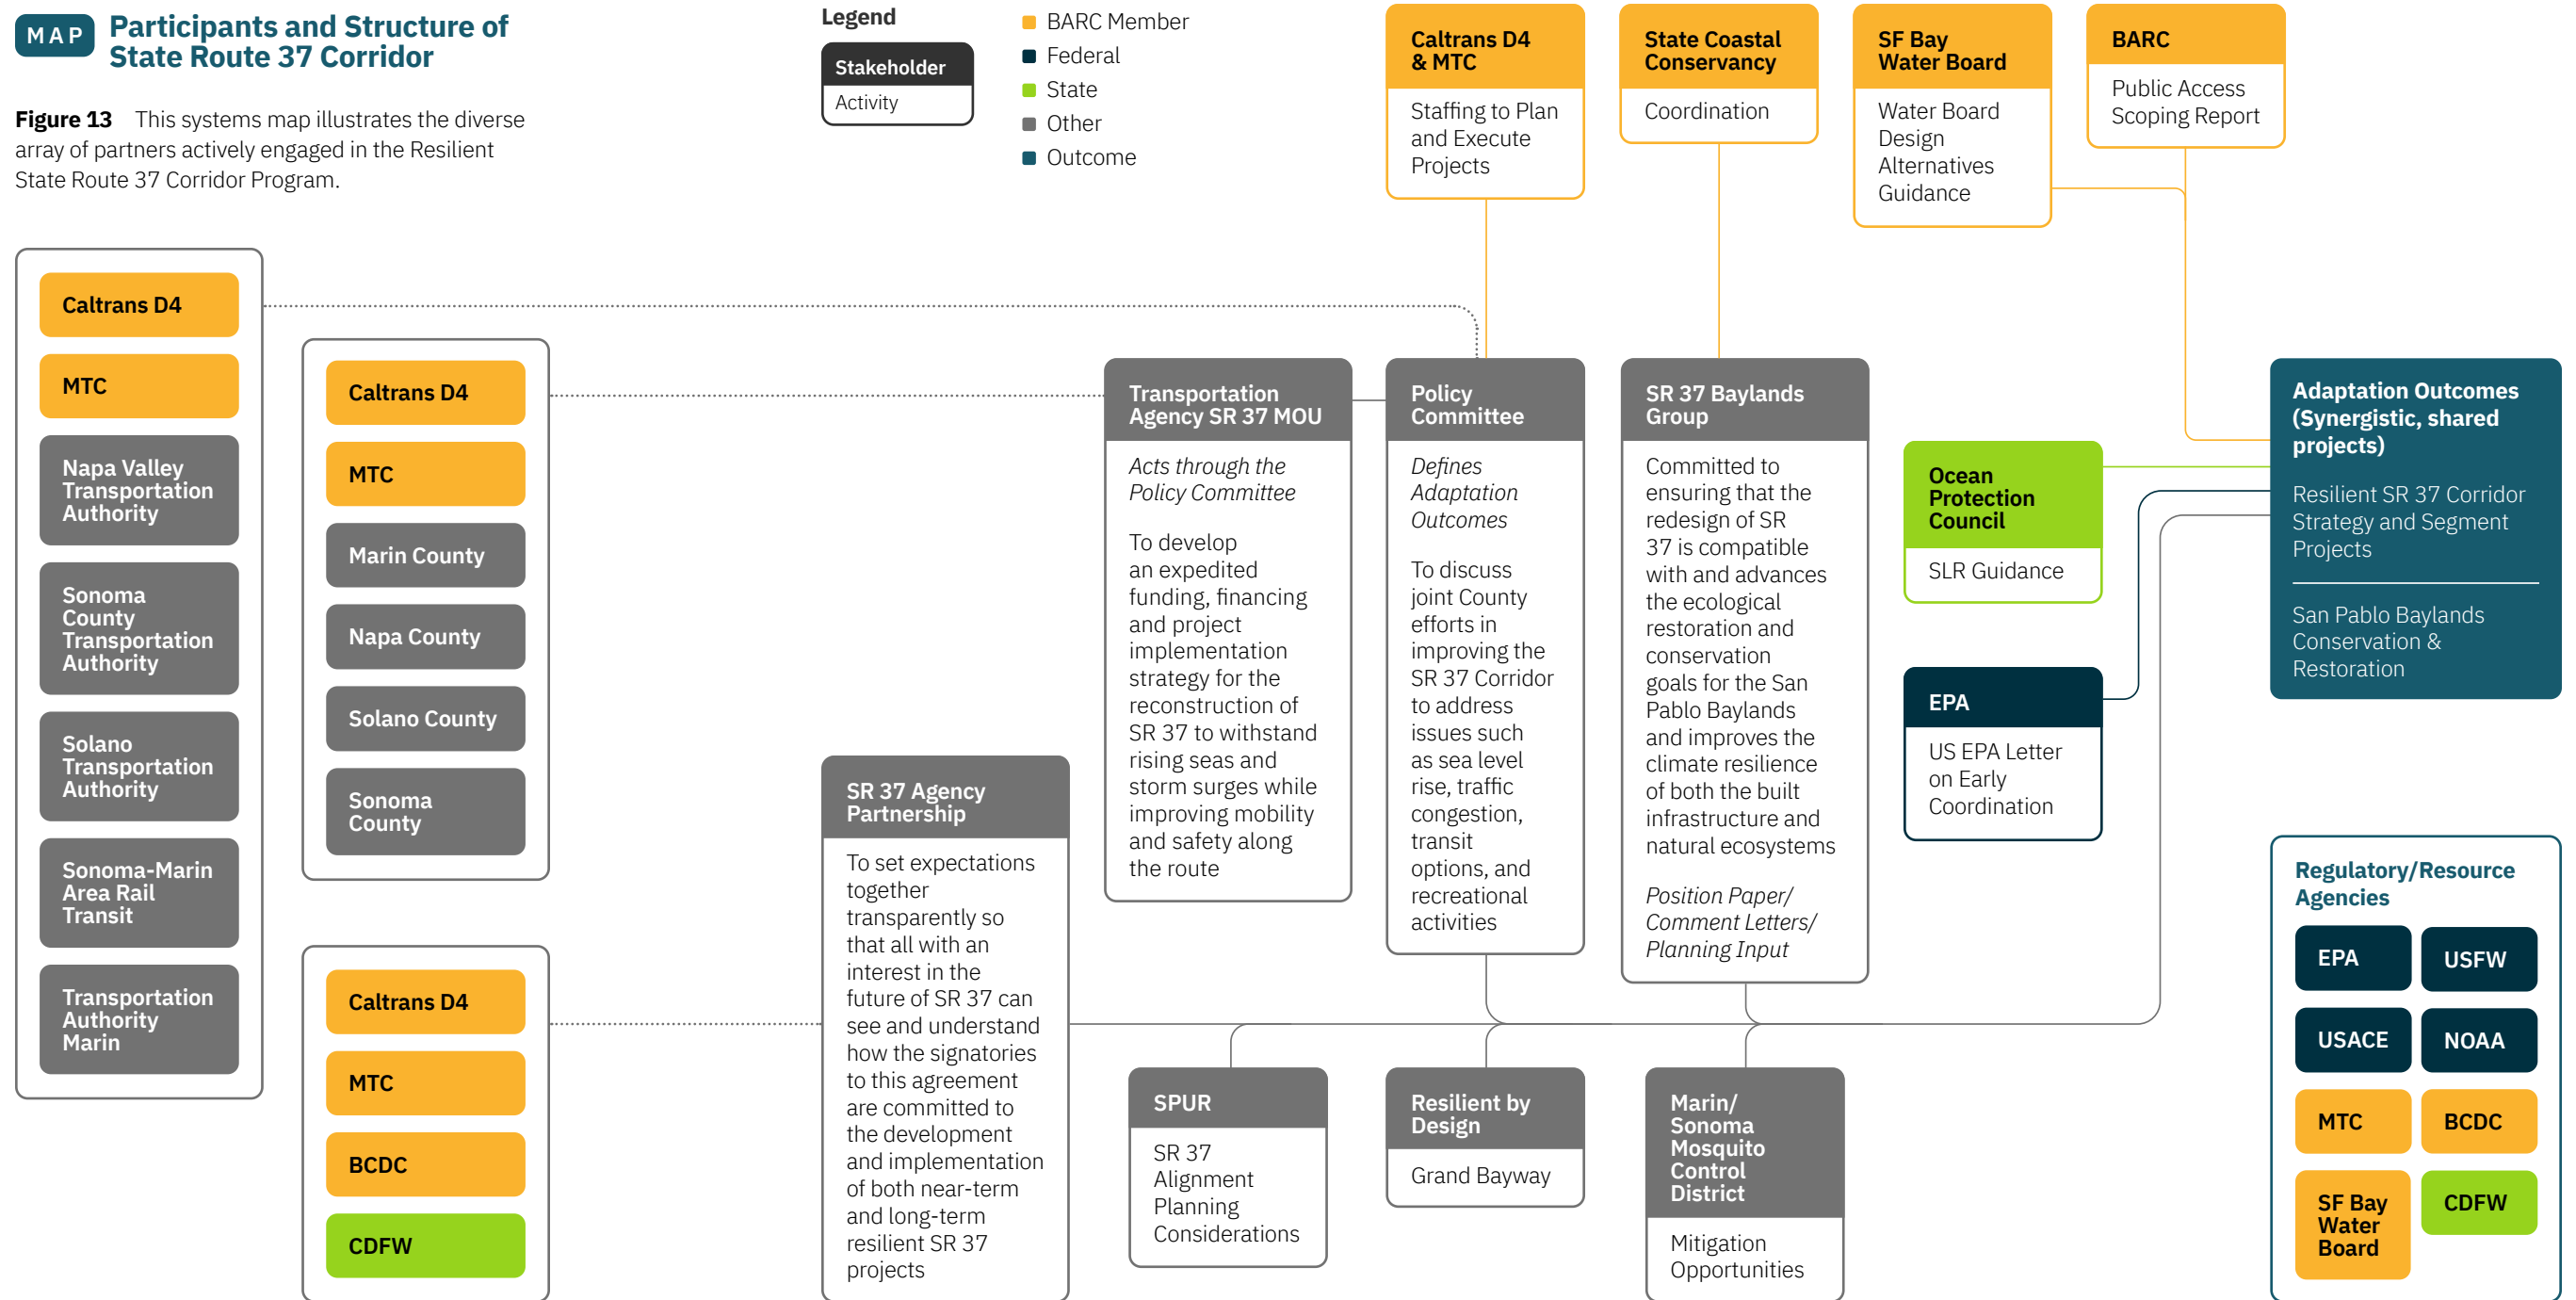 MAP
Participants and Structure of
State Route 37 Corridor
Figure 13 This systems map illustrates the diverse
array of partners actively engaged in the Resilient
State Route 37 Corridor Program.
Legend
Stakeholder
Activity
BARC Member
Federal
State
Other
Outcome
Caltrans D4
& MTC
Staffing to Plan
and Execute
Projects
State Coastal
Conservancy
Coordination
SF Bay
Water Board
Water Board
Design
Alternatives
Guidance
BARC
Public Access
Scoping Report
Caltrans D4
MTC
Napa Valley
Transportation
Authority
Sonoma
County
Transportation
Authority
Solano
Transportation
Authority
Sonoma-Marin
Area Rail
Transit
Transportation
Authority
Marin
Caltrans D4
MTC
Marin County
Napa County
Solano County
Sonoma
County
Caltrans D4
MTC
BCDC
CDFW
SR 37 Agency
Partnership
To set expectations
together
transparently so
that all with an
interest in the
future of SR 37 can
see and understand
how the signatories
to this agreement
are committed to
the development
and implementation
of both near-term
and long-term
resilient SR 37
projects
Transportation
Agency SR 37 MOU
Acts through the
Policy Committee
To develop
an expedited
funding, financing
and project
implementation
strategy for the
reconstruction of
SR 37 to withstand
rising seas and
storm surges while
improving mobility
and safety along
the route
Policy
Committee
Defines
Adaptation
Outcomes
To discuss
joint County
efforts in
improving the
SR 37 Corridor
to address
issues such
as sea level
rise, traffic
congestion,
transit
options, and
recreational
activities
SR 37 Baylands
Group
Committed to
ensuring that the
redesign of SR
37 is compatible
with and advances
the ecological
restoration and
conservation
goals for the San
Pablo Baylands
and improves the
climate resilience
of both the built
infrastructure and
natural ecosystems
Position Paper/
Comment Letters/
Planning Input
Ocean
Protection
Council
SLR Guidance
EPA
US EPA Letter
on Early
Coordination
Adaptation Outcomes
(Synergistic, shared
projects)
Resilient SR 37 Corridor
Strategy and Segment
Projects
San Pablo Baylands
Conservation &
Restoration
SPUR
SR 37
Alignment
Planning
Considerations
Resilient by
Design
Grand Bayway
Marin/
Sonoma
Mosquito
Control
District
Mitigation
Opportunities
Regulatory/Resource
Agencies
EPA
USFW
USACE
NOAA
MTC
BCDC
SF Bay
Water
Board
CDFW